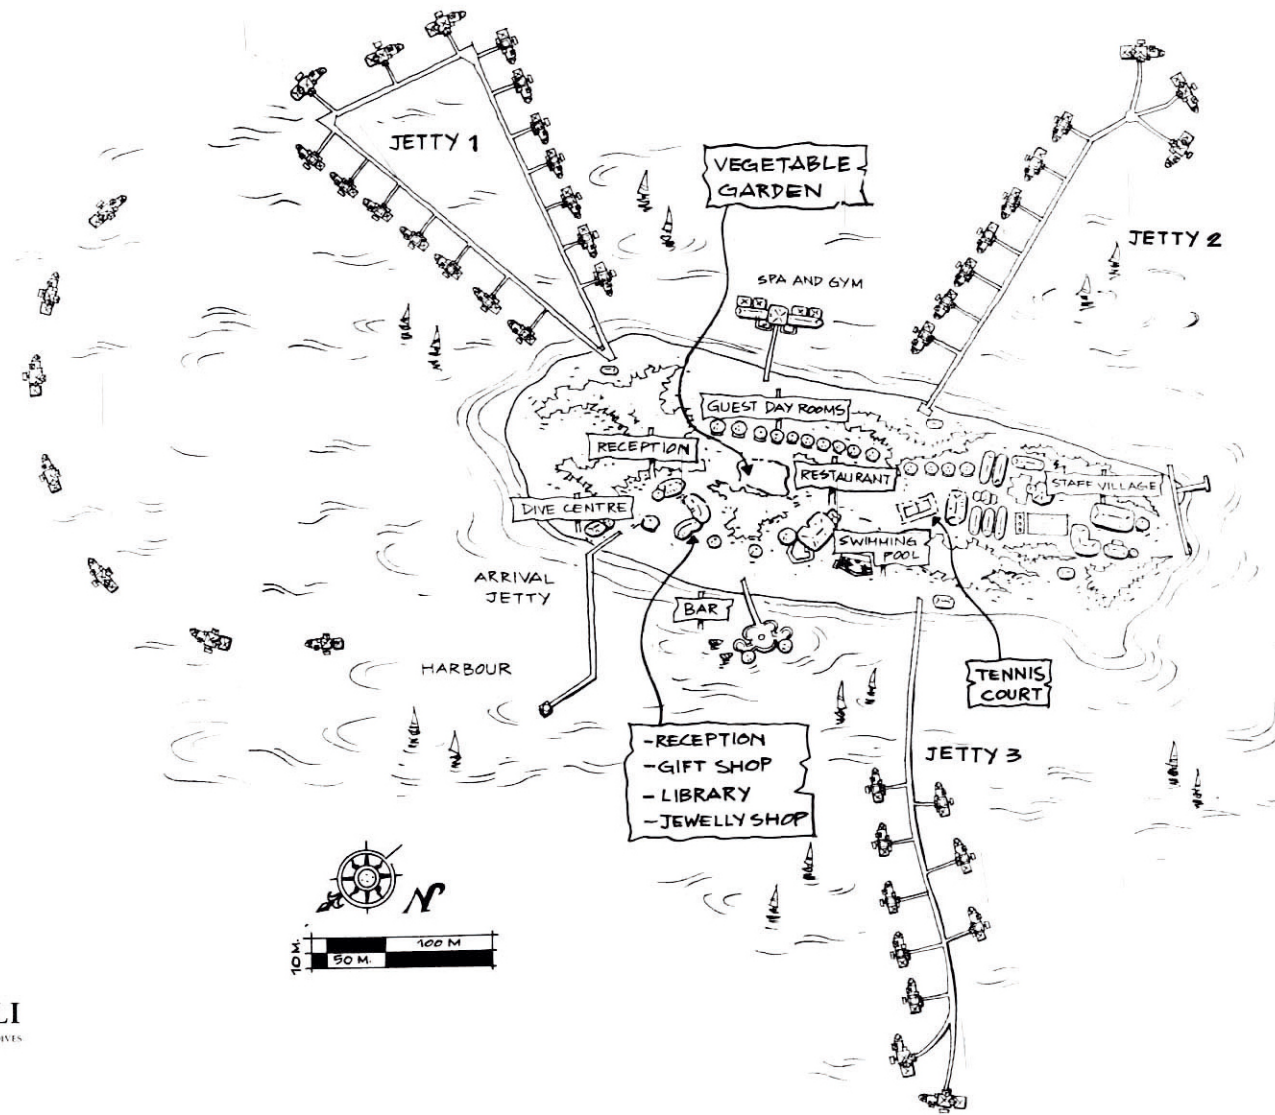 JETTY 1
VEGETABLE
GARDEN
JETTY 2
SPA AND GYM
GUEST DAY ROOMS
RECEPTION
RESTAURANT
STAFF VILLAGE
DIVE CENTRE
SWIMMING
POOL
ARRIVAL
JETTY
BAR
HARBOUR
TENNIS
COURT
-RECEPTION
-GIFT SHOP
-LIBRARY
-JEWELLY SHOP
JETTY 3
N
10 M.
100 M
50 M.
LI
DIVES